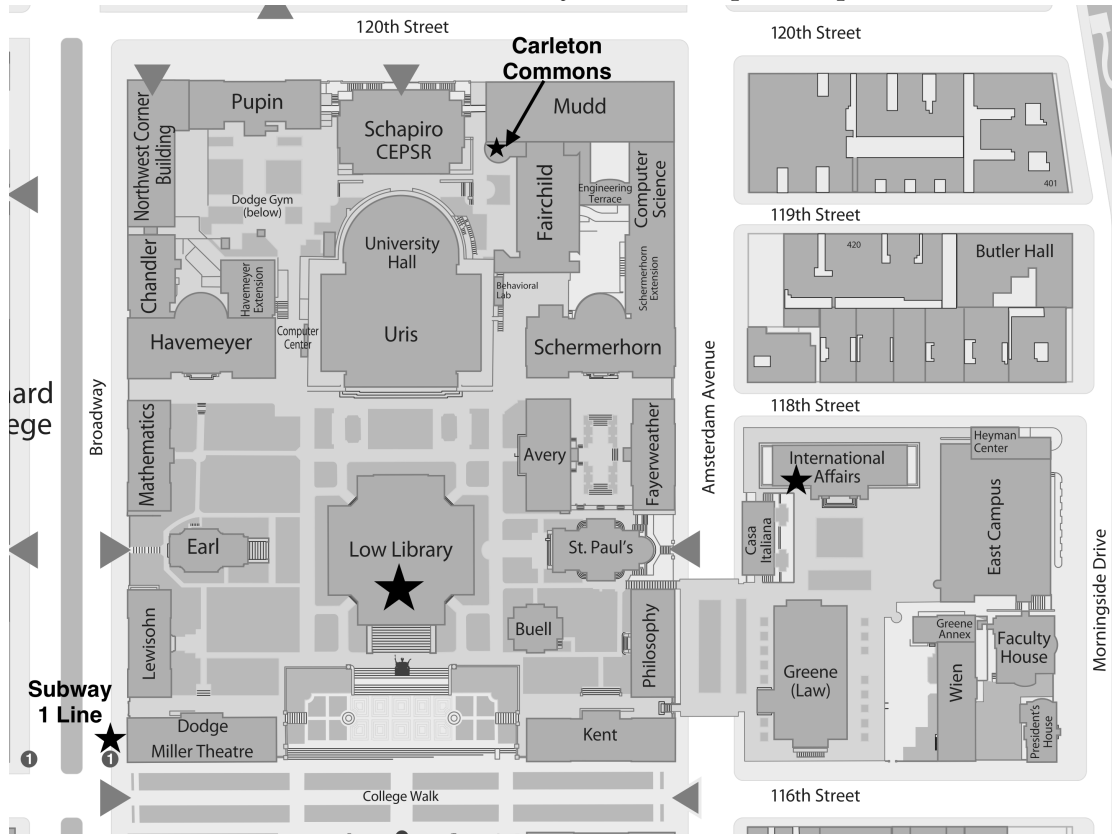 120th Street
120th Street
Carleton
Commons
Pupin
Mudd
Schapiro
CEPSR
Northwest Corner
Building
Dodge Gym
(below)
Fairchild
Engineering
Terrace
Computer
Science
401
119th Street
University
Hall
Chandler
Havemeyer
Extension
Behavioral
Lab
Schermerhorn
Extension
420
Butler Hall
Computer
Center
Uris
Havemeyer
Schermerhorn
ard
ege
Broadway
Mathematics
Avery
Fayerweather
Amsterdam Avenue
118th Street
Heyman
Center
International
Affairs
Earl
Low Library
St. Paul's
Casa
Italiana
East Campus
Morningside Drive
Lewisohn
Buell
Philosophy
Greene
(Law)
Greene
Annex
Wien
Faculty
House
President's
House
Subway
1 Line
1
1
Dodge
Miller Theatre
Kent
College Walk
116th Street